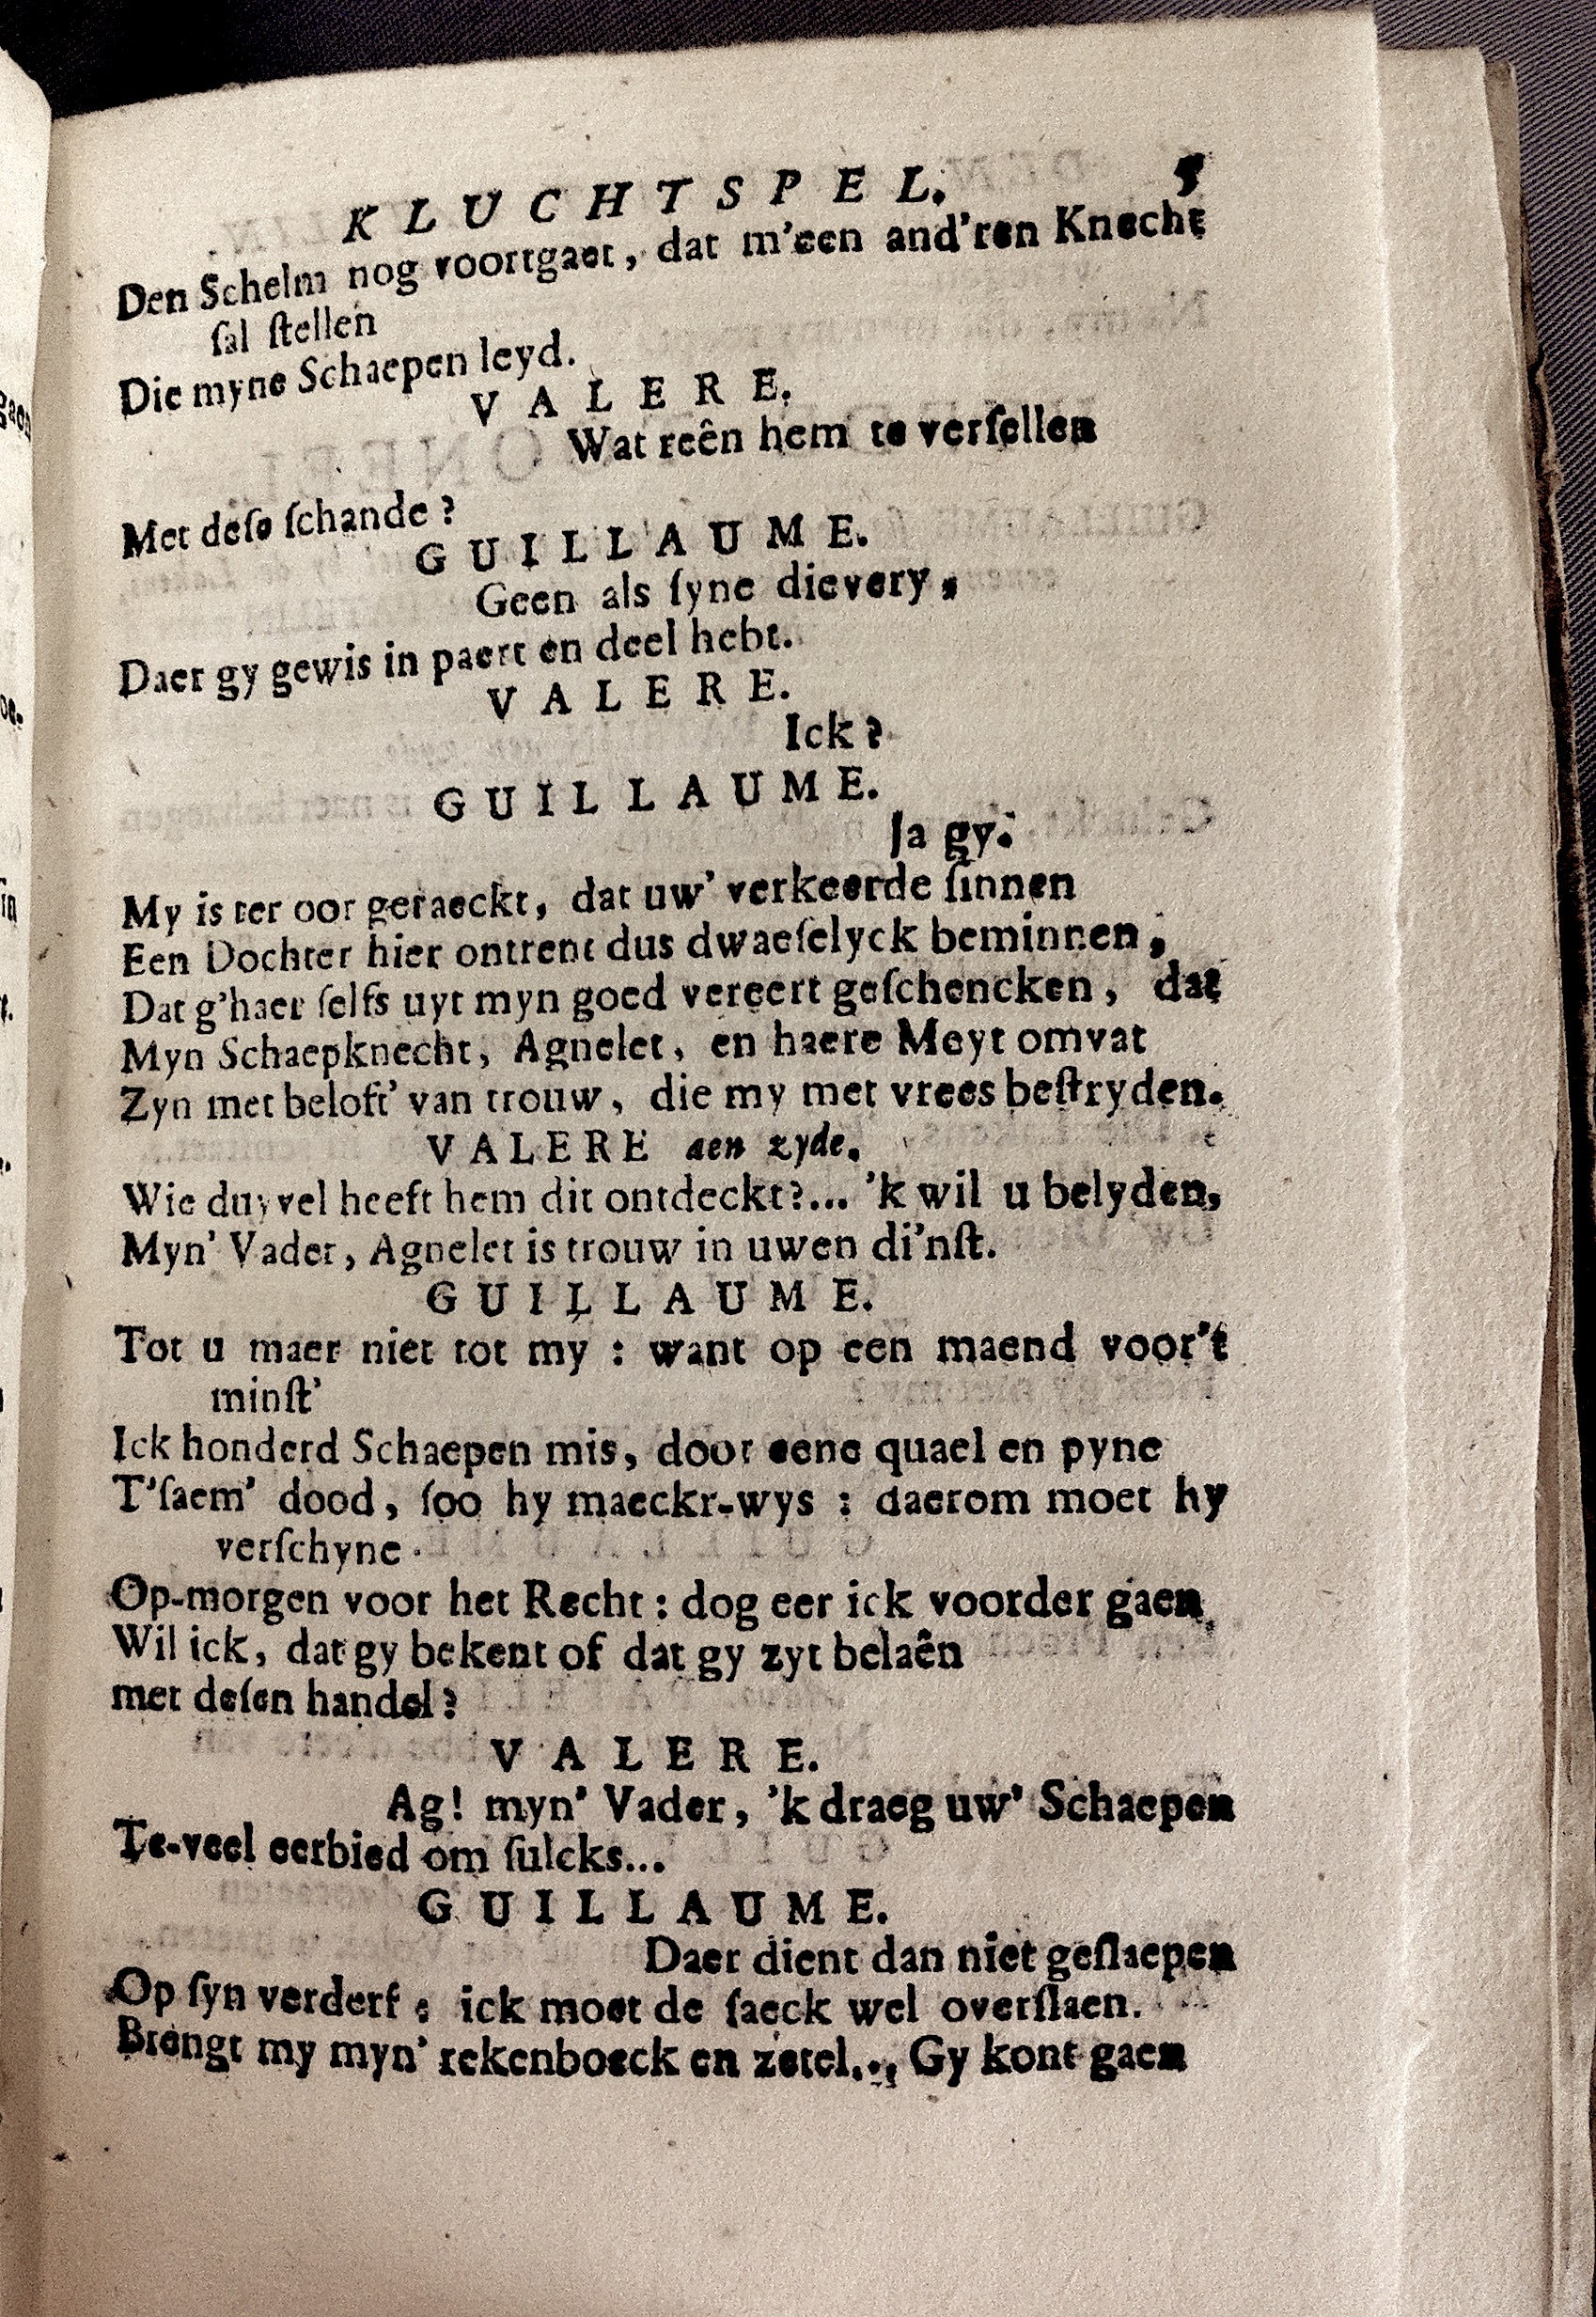 KLUCHTSPEL. 5
Den Schelm nog voortgaet, dat m'een and'ren Knecht
ſal ſtellen
Die myne Schaepen leyd.
VALERE.
Wat reên hem te verſellen
Met deſe ſchande?
GUILLAUME.
Geen als ſyne dievery,
Daer gy gewis in paert en deel hebt.
VALERE.
Ick?
GUILLAUME.
Ja gy.
My is ter oor geraeckt, dat uw' verkeerde ſinnen
Een Dochter hier ontrent dus dwaeſelyck beminnen,
Dat g'haer ſelfs uyt myn goed vereert geſchencken, dat
Myn Schaepknecht, Agnelet, en haere Meyt omvat
Zyn met beloft' van trouw, die my met vrees beſtryden.
VALERE aen zyde.
Wie duyvel heeft hem dit ontdeckt?... 'k wil u belyden,
Myn' Vader, Agnelet is trouw in uwen di'nſt.
GUILLAUME.
Tot u maer niet tot my : want op een maend voor't
minſt'
Ick honderd Schaepen mis, door eene quael en pyne
T'ſaem' dood, ſoo hy maeckt-wys : daerom moet hy
verſchyne.
Op-morgen voor het Recht : dog eer ick voorder gaen,
Wil ick, dat gy bekent of dat gy zyt belaên
met deſen handel?
VALERE.
Ag! myn' Vader, 'k draeg uw' Schaepen
Te-veel eerbied om ſulcks...
GUILLAUME.
Daer dient dan niet geſlaepen
Op ſyn verderf : ick moet de ſaeck wel overſlaen.
Brengt my myn' rekenboeck en zetel... Gy kont gaen